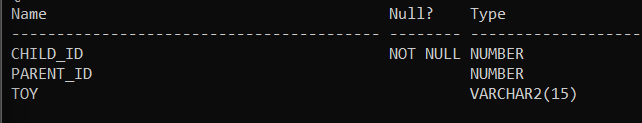 Name Null? Type
----------------------------------------- -------- ----------------------
CHILD_ID NOT NULL NUMBER
PARENT_ID NUMBER
TOY VARCHAR2(15)